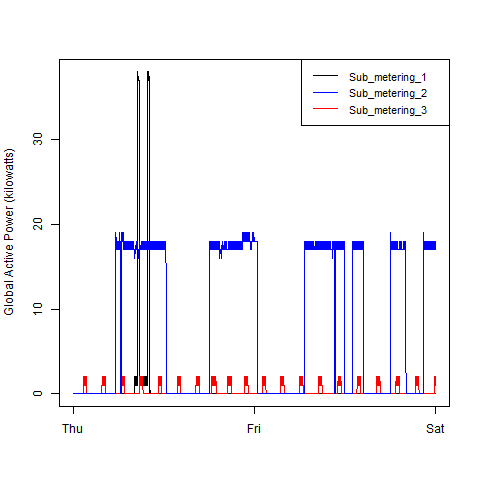 Sub_metering_1
Sub_metering_2
Sub_metering_3
Global Active Power (kilowatts)
30
20
10
0
Thu
Fri
Sat